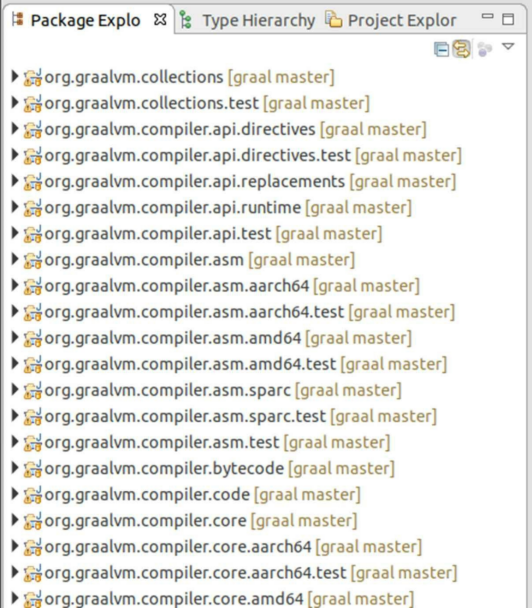 Package Explo Type Hierarchy Project Explor
org.graalvm.collections [graal master]
org.graalvm.collections.test [graal master]
org.graalvm.compiler.api.directives [graal master]
org.graalvm.compiler.api.directives.test [graal master]
org.graalvm.compiler.api.replacements [graal master]
org.graalvm.compiler.api.runtime [graal master]
org.graalvm.compiler.api.test [graal master]
org.graalvm.compiler.asm [graal master]
org.graalvm.compiler.asm.aarch64 [graal master]
org.graalvm.compiler.asm.aarch64.test [graal master]
org.graalvm.compiler.asm.amd64 [graal master]
org.graalvm.compiler.asm.amd64.test [graal master]
org.graalvm.compiler.asm.sparc [graal master]
org.graalvm.compiler.asm.sparc.test [graal master]
org.graalvm.compiler.asm.test [graal master]
org.graalvm.compiler.bytecode [graal master]
org.graalvm.compiler.code [graal master]
org.graalvm.compiler.core [graal master]
org.graalvm.compiler.core.aarch64 [graal master]
org.graalvm.compiler.core.aarch64.test [graal master]
org.graalvm.compiler.core.amd64 [graal master]